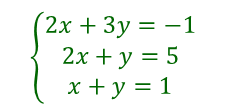 2x + 3y = −1
2x + y = 5
x + y = 1